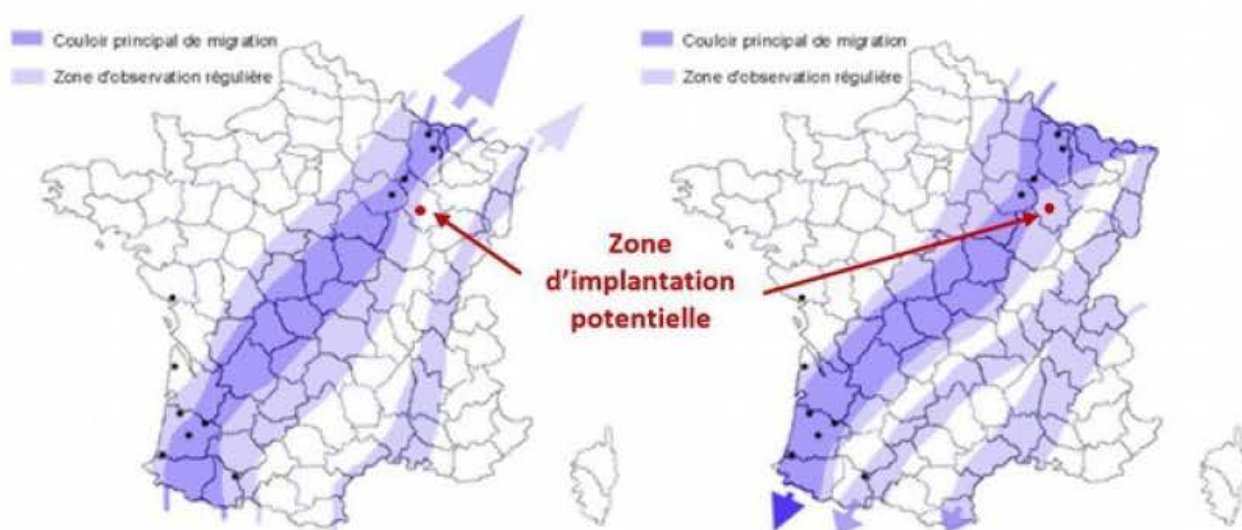 Couloir principal de migration
Zone d'observation régulière
Couloir principal de migration
Zone d'observation régulière
Zone
d'implantation
potentielle